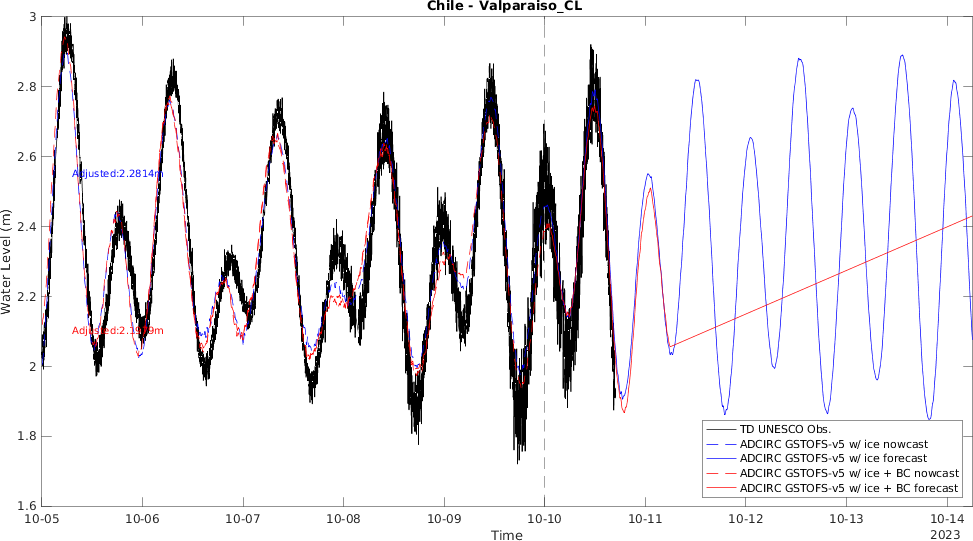 Chile - Valparaiso_CL
3
2.8
2.6
2.4
2.2
2
1.8
1.6
Water Level (m)
Adjusted:2.2814m
TD UNESCO Obs.
ADCIRC GSTOFS-v5 w/ ice nowcast
ADCIRC GSTOFS-v5 w/ ice forecast
ADCIRC GSTOFS-v5 w/ ice + BC nowcast
ADCIRC GSTOFS-v5 w/ ice + BC forecast
10-05 10-06 10-07 10-08 10-09 10-10 10-11 10-12 10-13 10-14
Time
2023